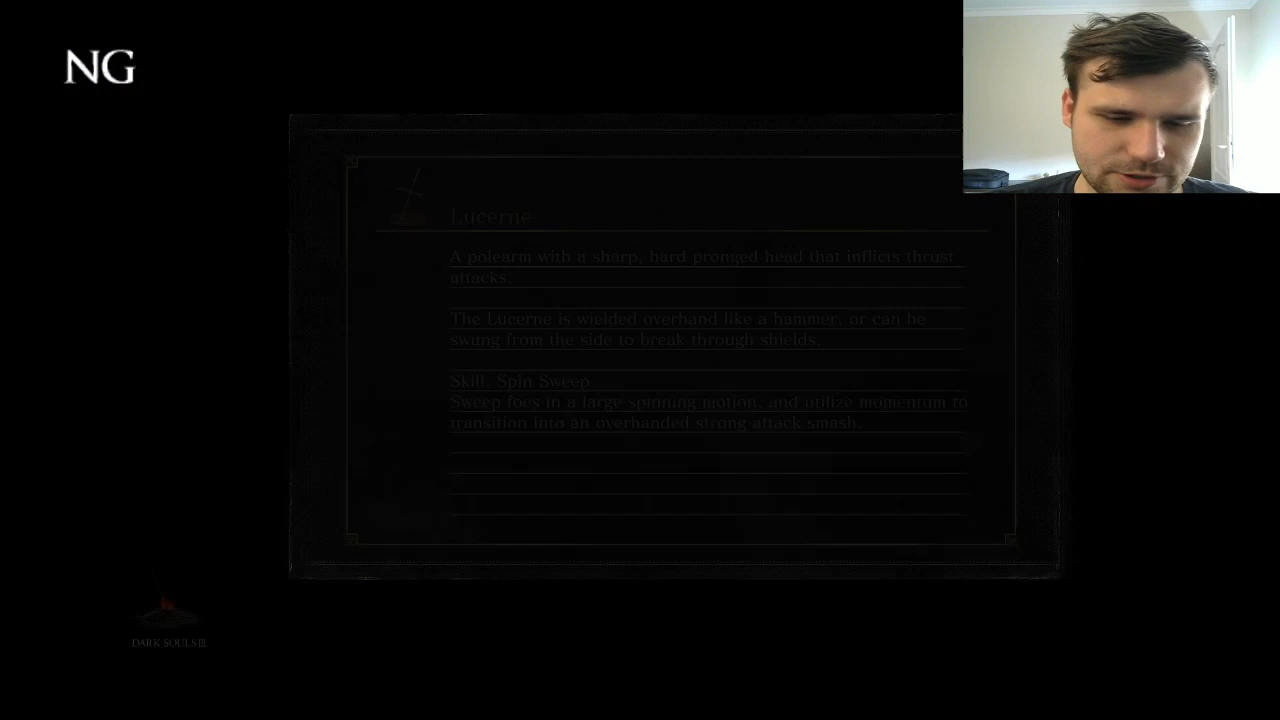 NG
Lucerne
A polearm with a sharp, hard pronged head that inflicts thrust
attacks.
The Lucerne is wielded overhand like a hammer, or can be
swung from the side to break through shields.
Skill: Spin Sweep
Sweep foes in a large spinning motion, and utilize momentum to
transition into an overhanded strong attack smash.
DARK SOULS III